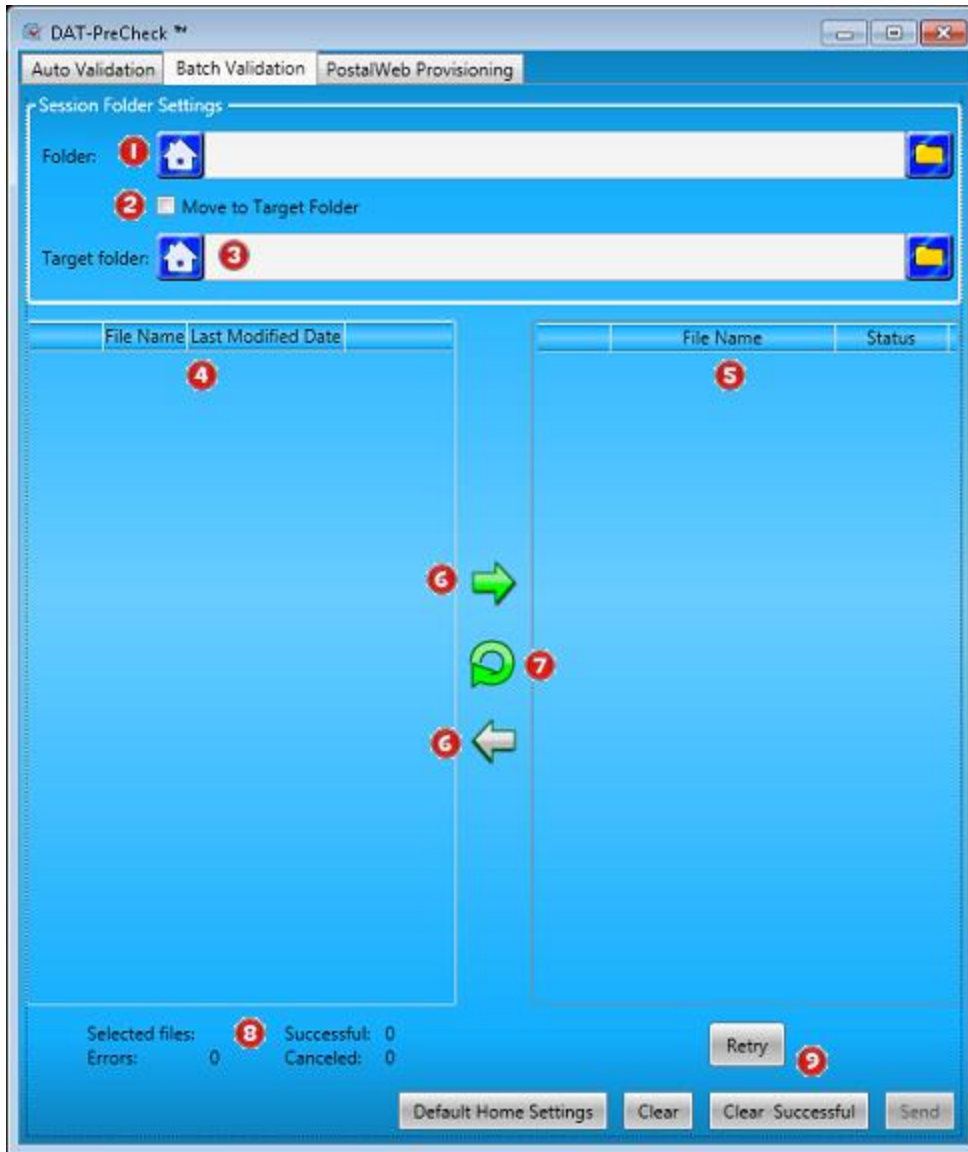 DAT-PreCheck ™
Auto Validation Batch Validation PostalWeb Provisioning
Session Folder Settings
Folder: 1
2 Move to Target Folder
Target folder: 3
File Name Last Modified Date File Name Status
4 5
6
7
6
Selected files: 8 Successful: 0
Errors: 0 Canceled: 0
Retry 9
Default Home Settings Clear Clear Successful Send